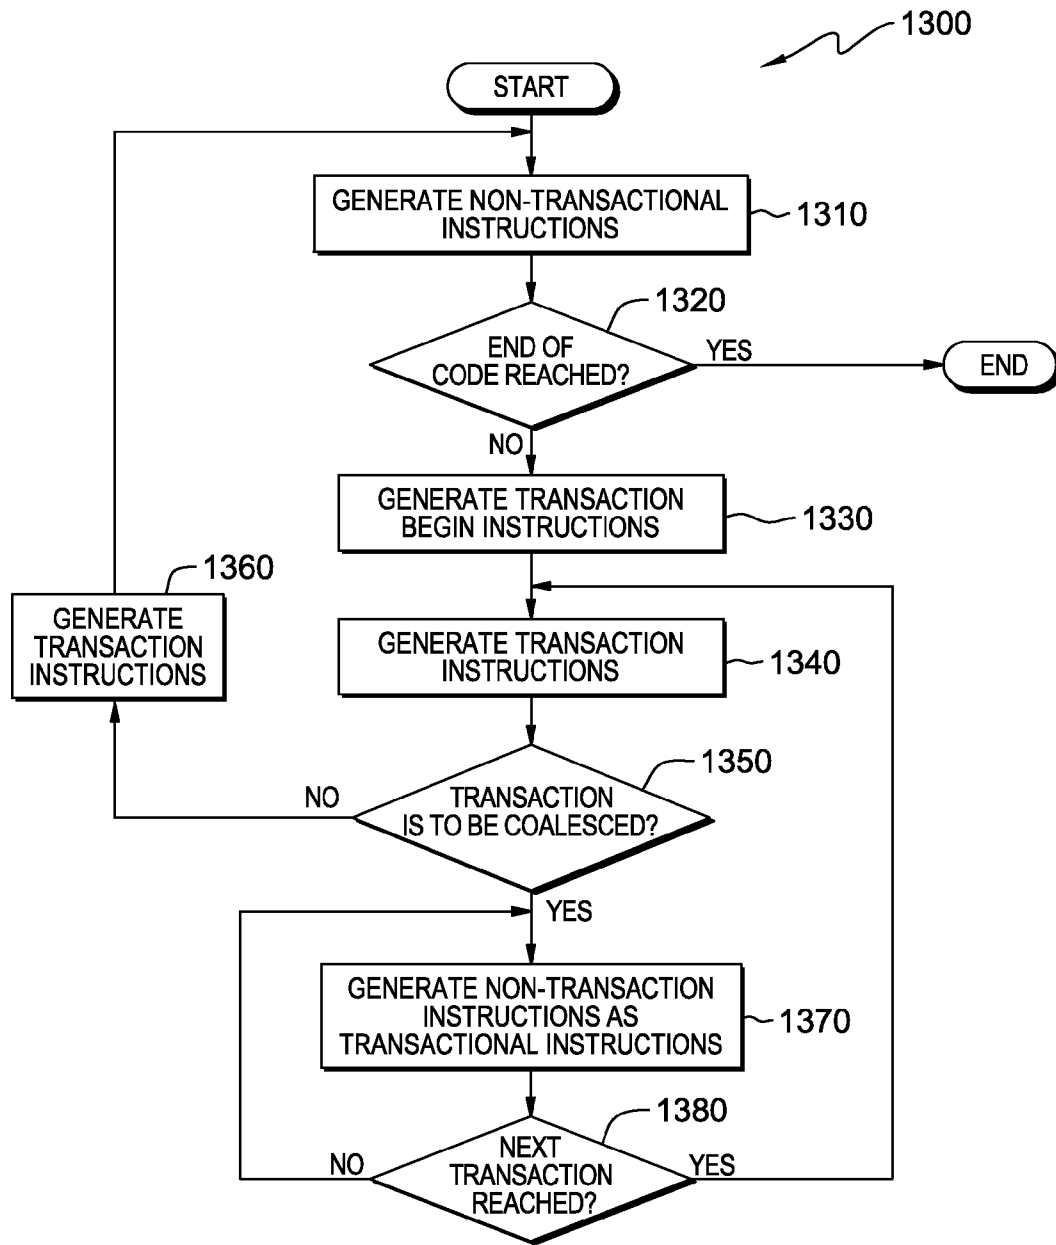 1300
START
GENERATE NON-TRANSACTIONAL
INSTRUCTIONS
1310
1320
END OF
CODE REACHED?
YES
END
NO
GENERATE TRANSACTION
BEGIN INSTRUCTIONS
1330
1360
GENERATE
TRANSACTION
INSTRUCTIONS
GENERATE TRANSACTION
INSTRUCTIONS
1340
1350
NO
TRANSACTION
IS TO BE COALESCED?
YES
GENERATE NON-TRANSACTION
INSTRUCTIONS AS
TRANSACTIONAL INSTRUCTIONS
1370
1380
NO
NEXT
TRANSACTION
REACHED?
YES